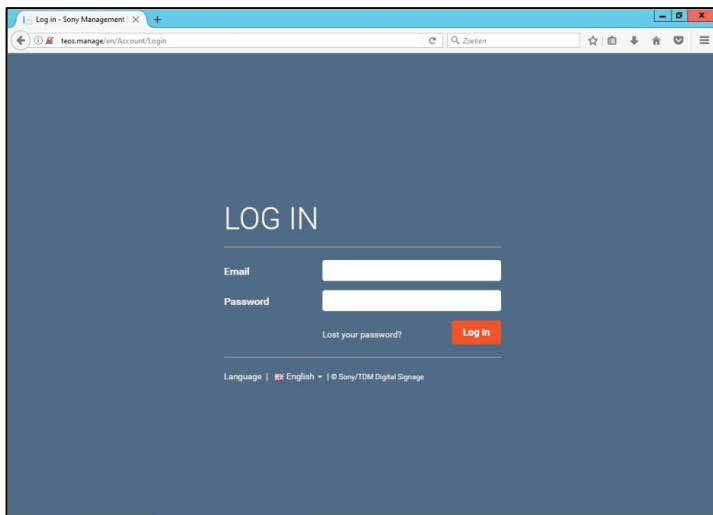 Log in - Sony Management
teos.manage/en/Account/Login
Zoeken
LOG IN
Email
Password
Lost your password?
Log In
Language | English | © Sony/TDM Digital Signage